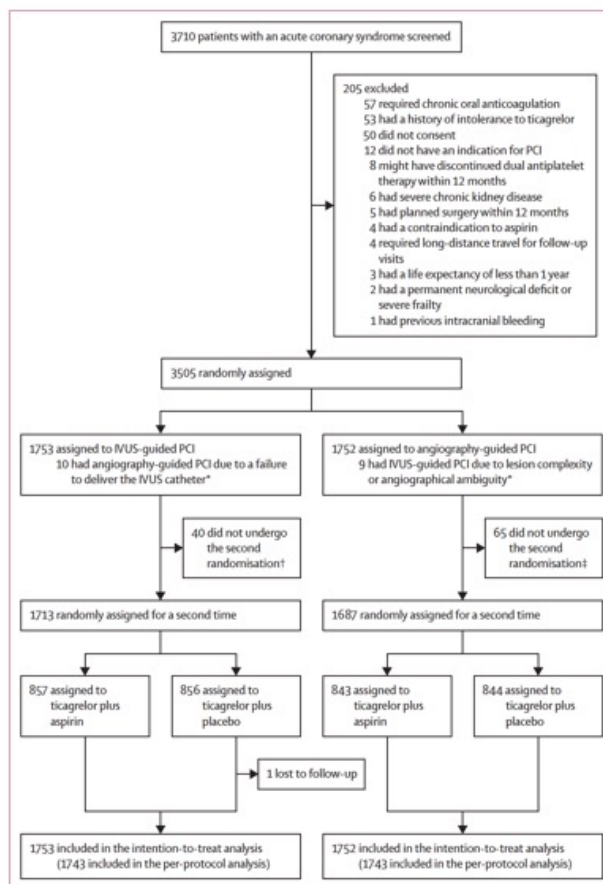 3710 patients with an acute coronary syndrome screened
205 excluded
57 required chronic oral anticoagulation
53 had a history of intolerance to ticagrelor
50 did not consent
12 did not have an indication for PCI
8 might have discontinued dual antiplatelet
therapy within 12 months
6 had severe chronic kidney disease
5 had planned surgery within 12 months
4 had a contraindication to aspirin
4 required long-distance travel for follow-up
visits
3 had a life expectancy of less than 1 year
2 had a permanent neurological deficit or
severe frailty
1 had previous intracranial bleeding
3505 randomly assigned
1753 assigned to IVUS-guided PCI
10 had angiography-guided PCI due to a failure
to deliver the IVUS catheter*
1752 assigned to angiography-guided PCI
9 had IVUS-guided PCI due to lesion complexity
or angiographical ambiguity*
40 did not undergo
the second
randomisation†
65 did not undergo
the second
randomisation‡
1713 randomly assigned for a second time
1687 randomly assigned for a second time
857 assigned to
ticagrelor plus
aspirin
856 assigned to
ticagrelor plus
placebo
843 assigned to
ticagrelor plus
aspirin
844 assigned to
ticagrelor plus
placebo
1 lost to follow-up
1753 included in the intention-to-treat analysis
(1743 included in the per-protocol analysis)
1752 included in the intention-to-treat analysis
(1743 included in the per-protocol analysis)